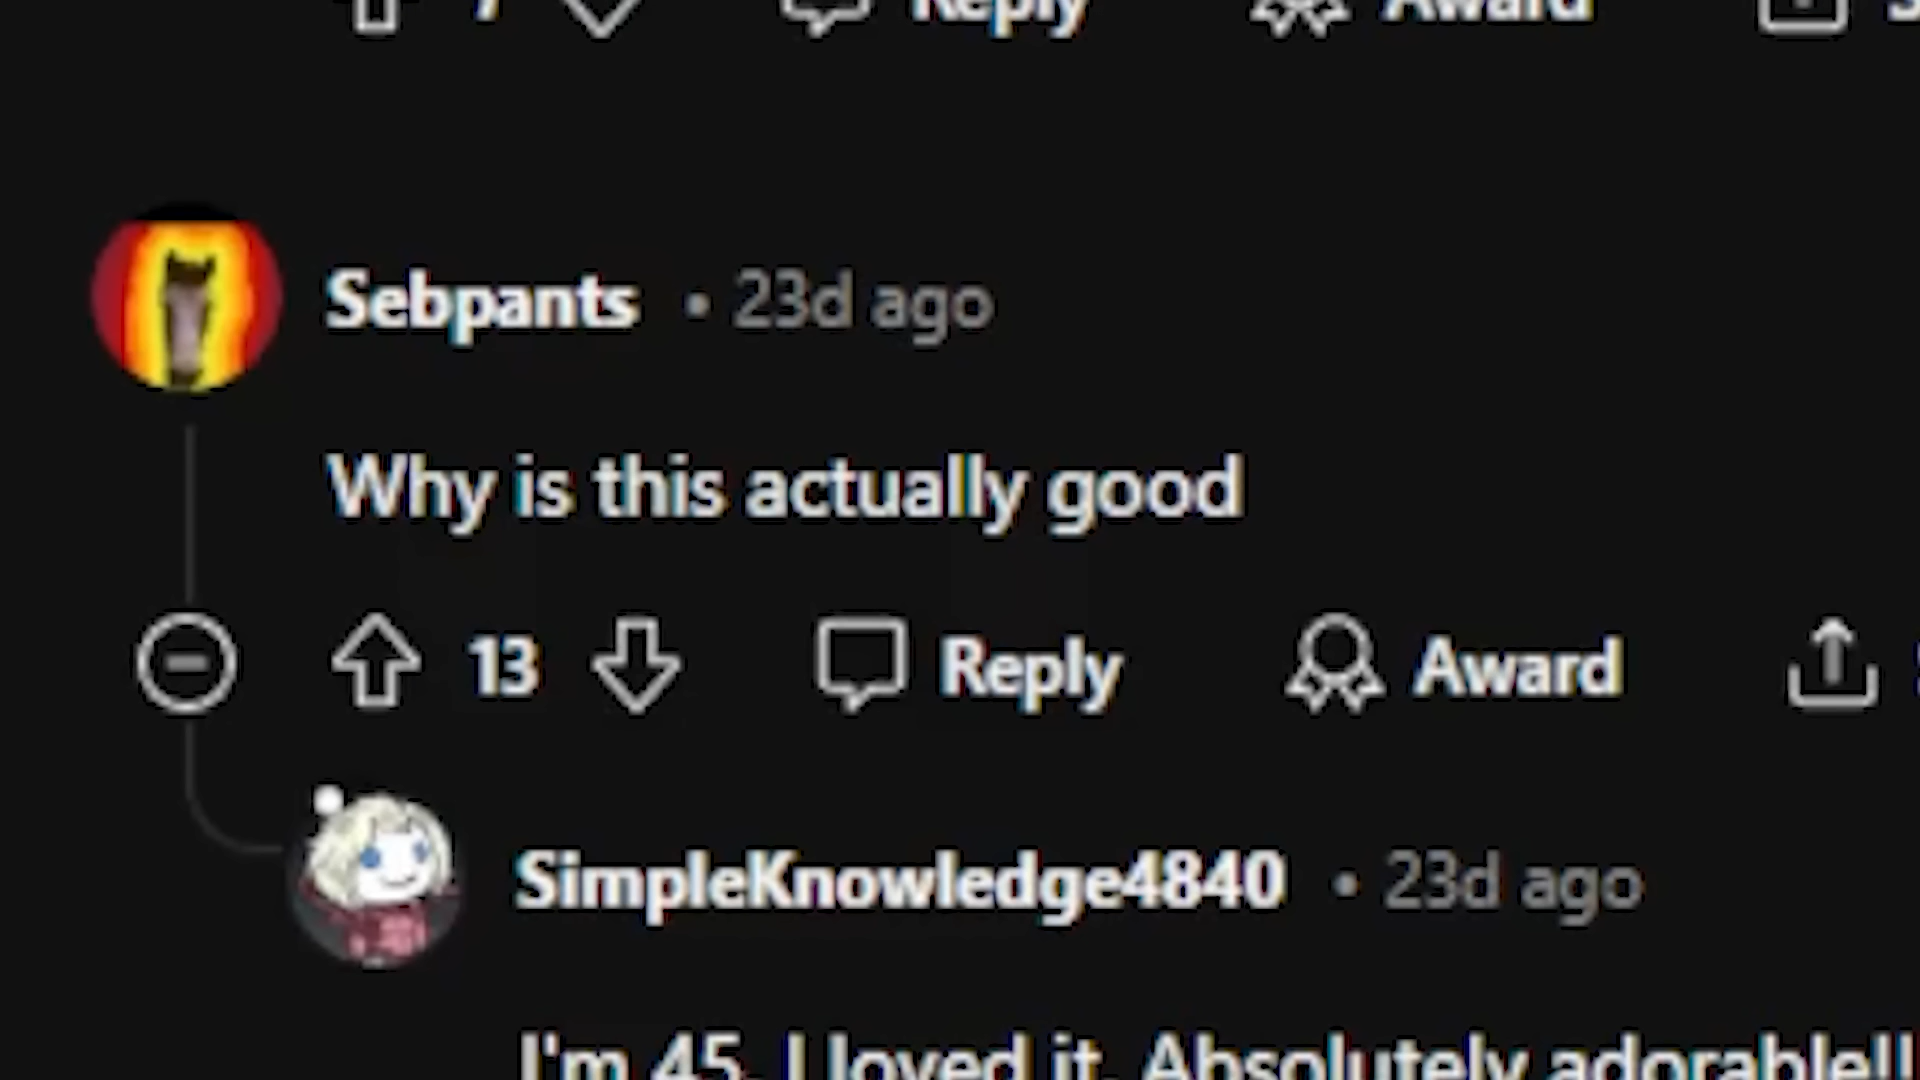 7 Reply Award
Sebpants • 23d ago
Why is this actually good
13 Reply Award
SimpleKnowledge4840 • 23d ago
I'm 45. I loved it. Absolutely adorable!!